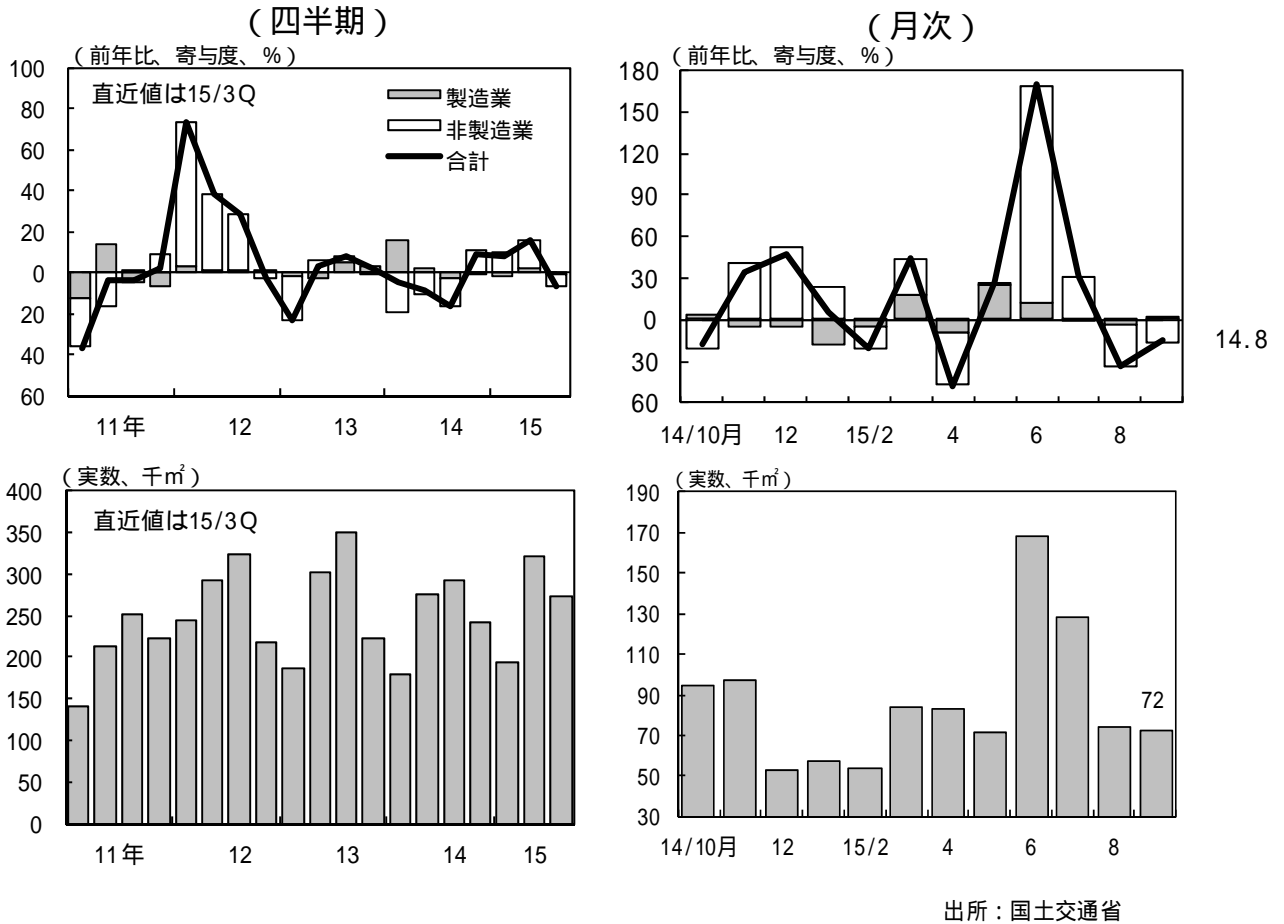 （四半期）
（前年比、寄与度、％）
直近値は15/3Q
製造業
非製造業
合計
100
80
60
40
20
0
20
40
60
11年 12 13 14 15
（月次）
（前年比、寄与度、％）
180
150
120
90
60
30
0
30
60
14.8
14/10月 12 15/2 4 6 8
（実数、千㎡）
直近値は15/3Q
400
350
300
250
200
150
100
50
0
11年 12 13 14 15
（実数、千㎡）
190
170
150
130
110
90
70
50
30
72
14/10月 12 15/2 4 6 8
出所：国土交通省